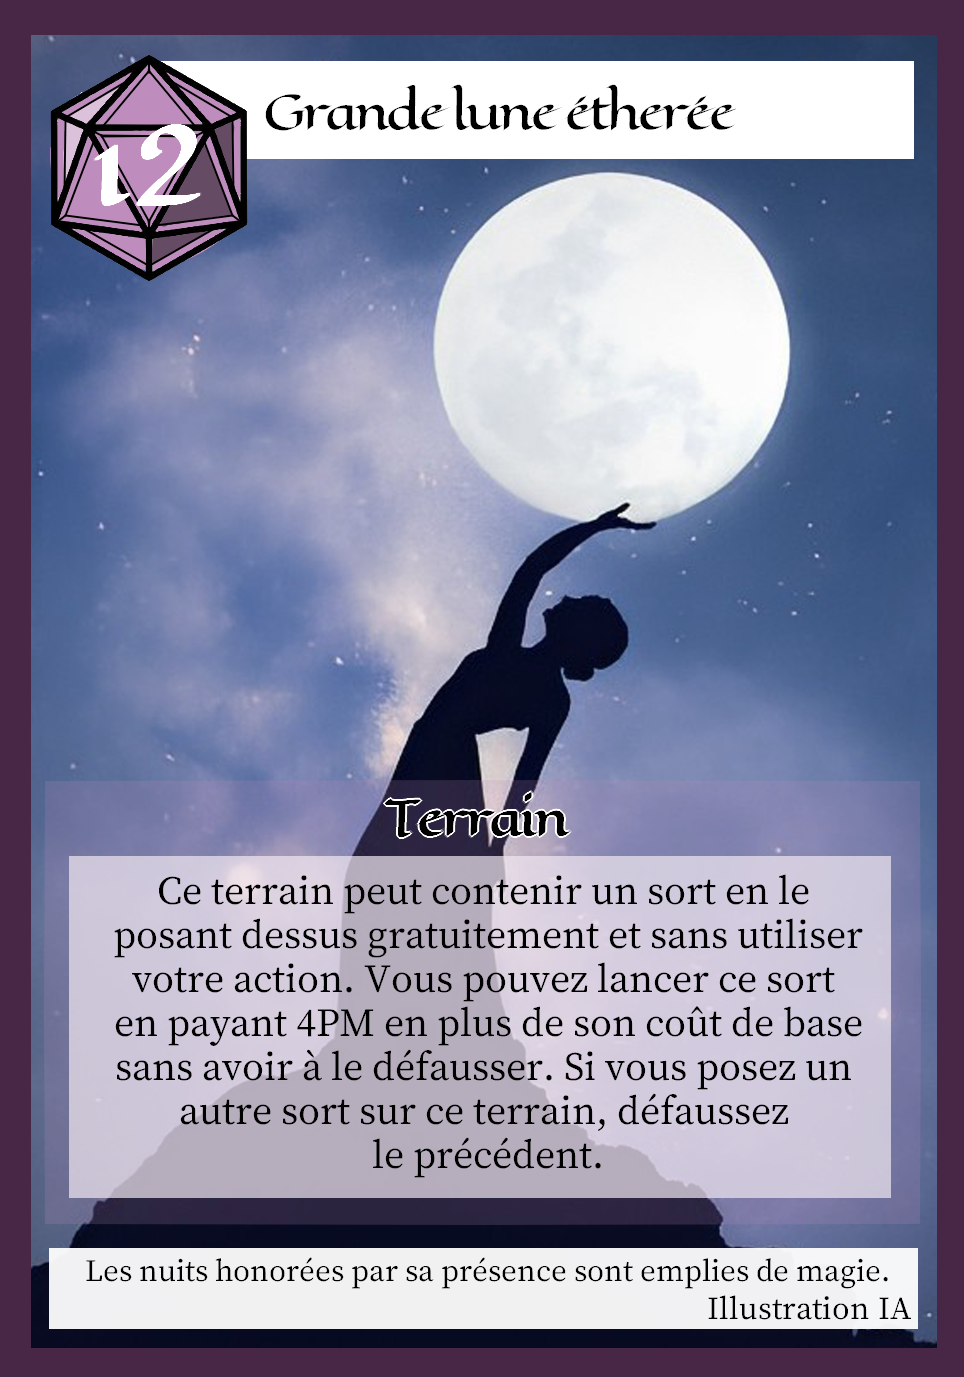 12
Grande lune étherée
Terrain
Ce terrain peut contenir un sort en le
posant dessus gratuitement et sans utiliser
votre action. Vous pouvez lancer ce sort
en payant 4PM en plus de son coût de base
sans avoir à le défausser. Si vous posez un
autre sort sur ce terrain, défaussez
le précédent.
Les nuits honorées par sa présence sont emplies de magie.
Illustration IA